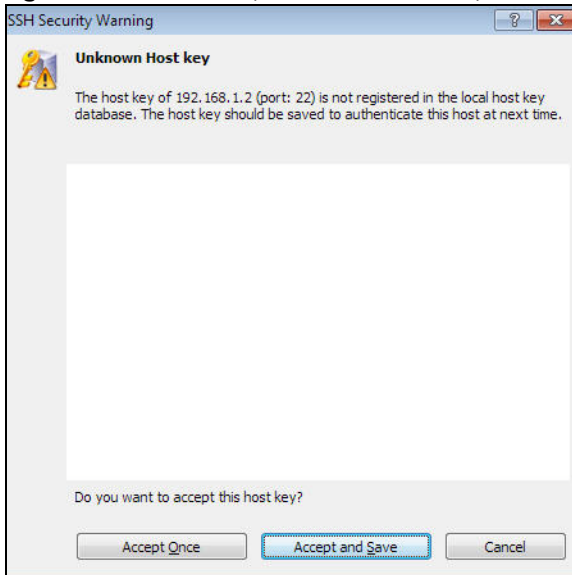 SSH Security Warning
Unknown Host key
The host key of 192.168.1.2 (port: 22) is not registered in the local host key
database. The host key should be saved to authenticate this host at next time.
Do you want to accept this host key?
Accept Once
Accept and Save
Cancel